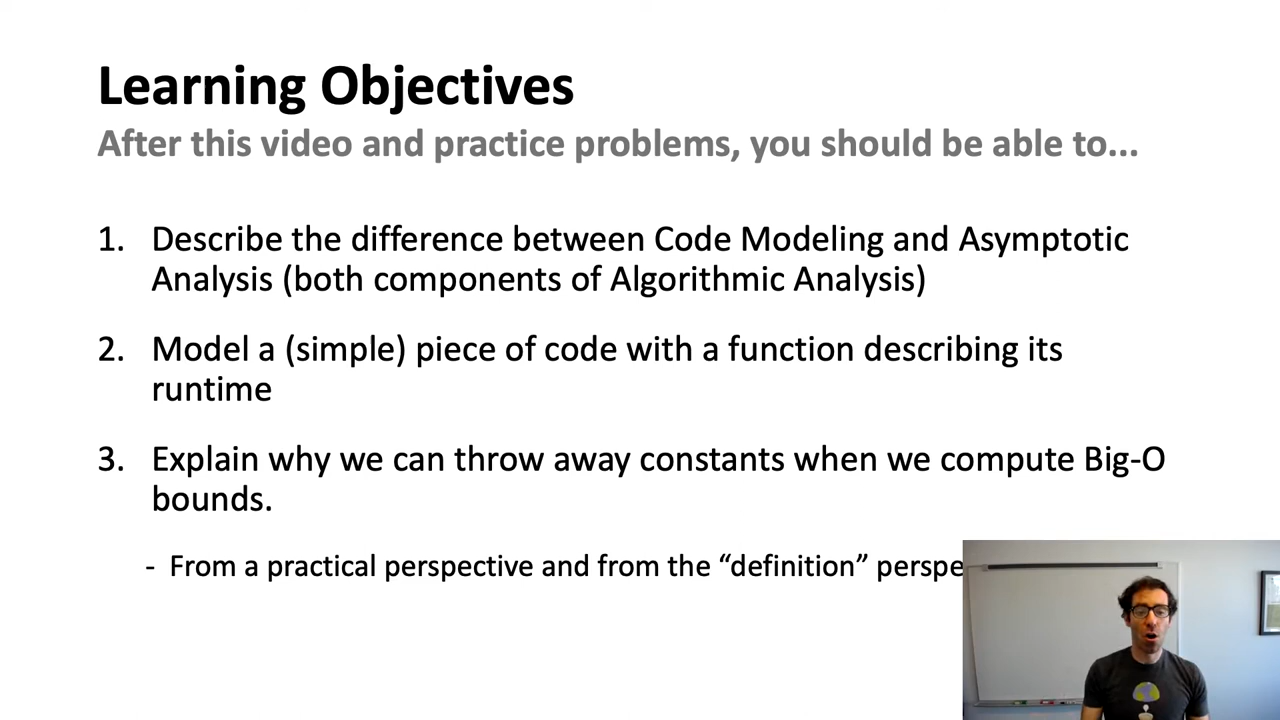 Learning Objectives
After this video and practice problems, you should be able to...
1. Describe the difference between Code Modeling and Asymptotic
Analysis (both components of Algorithmic Analysis)
2. Model a (simple) piece of code with a function describing its
runtime
3. Explain why we can throw away constants when we compute Big-O
bounds.
- From a practical perspective and from the “definition”